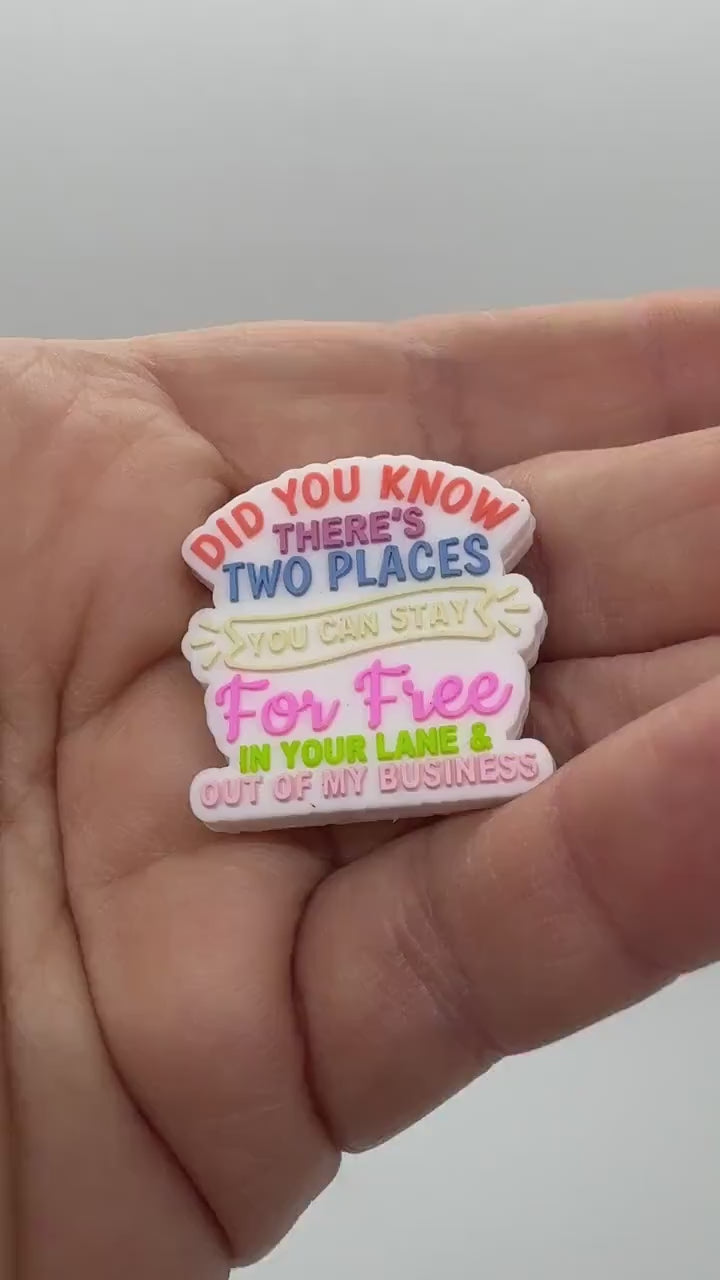 DID YOU KNOW
THERE'S
TWO PLACES
YOU CAN STAY
For Free
IN YOUR LANE &
OUT OF MY BUSINESS